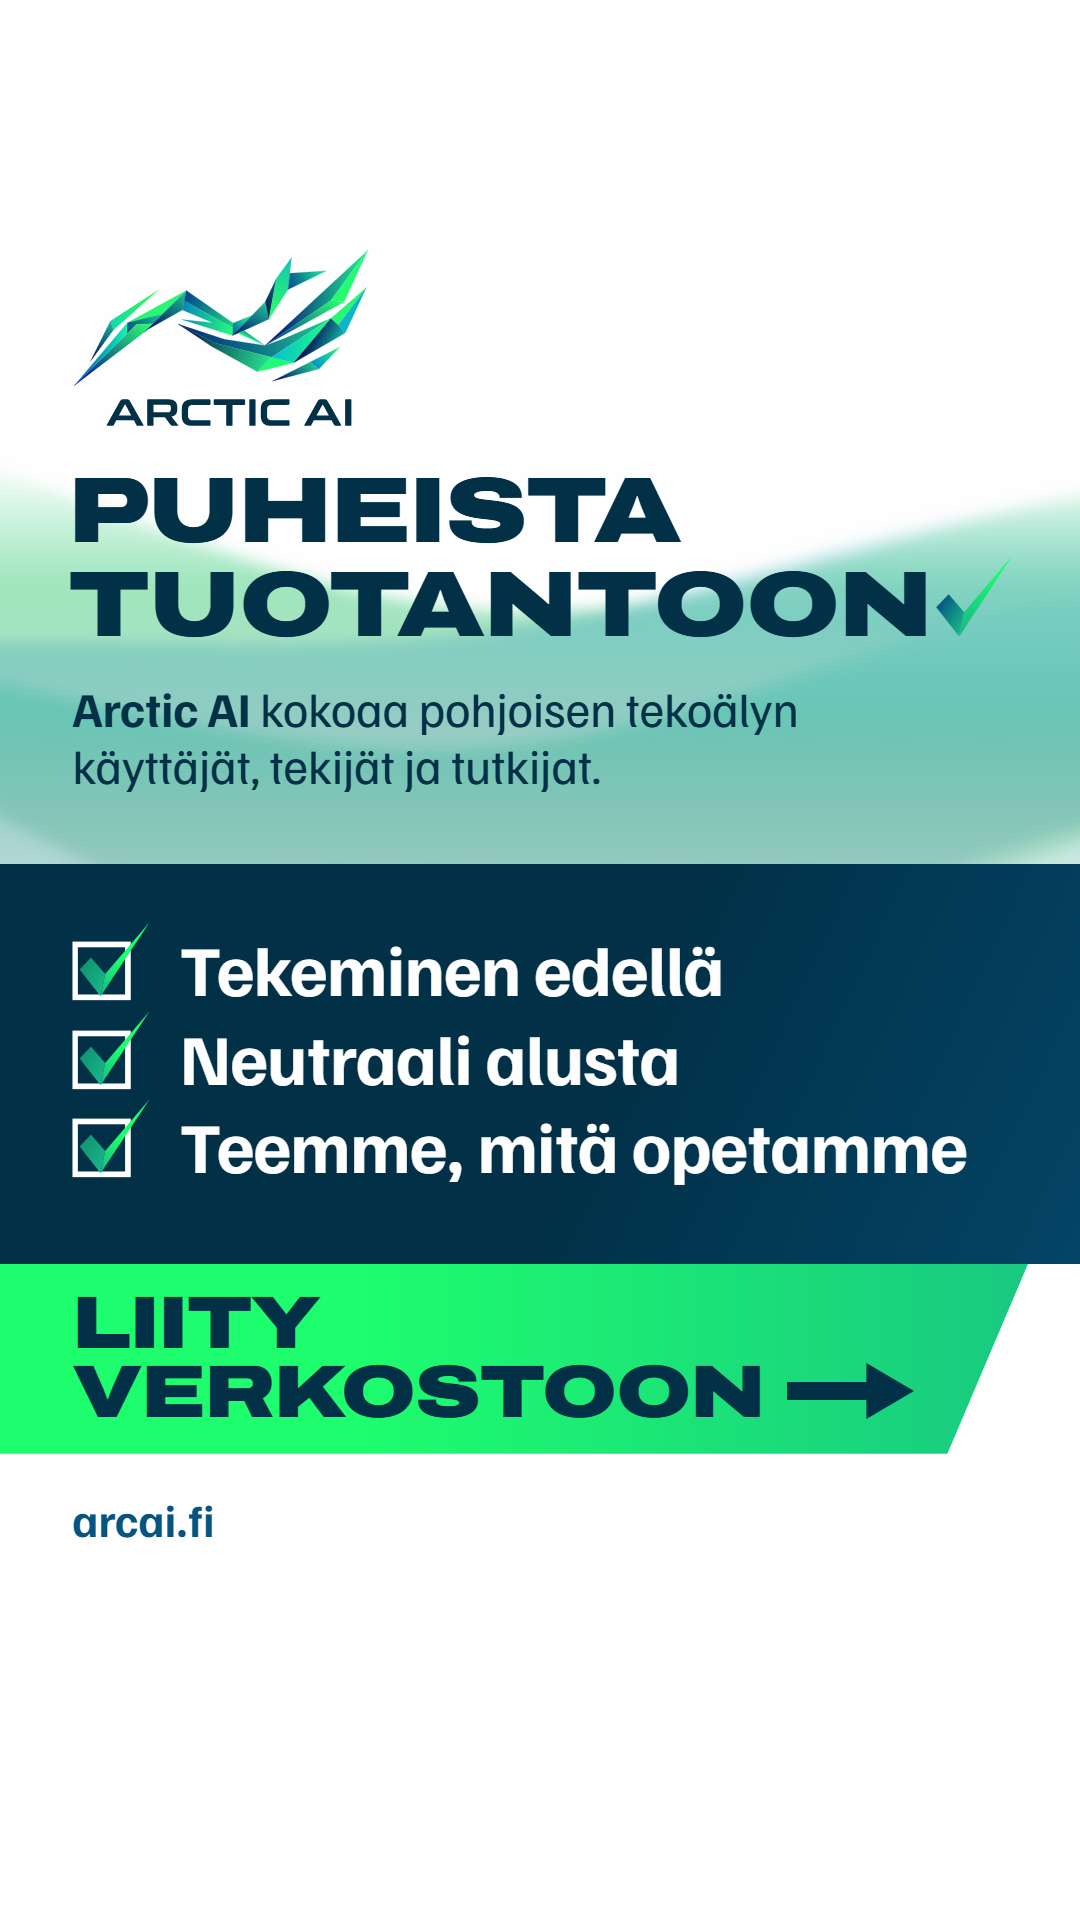 ARCTIC AI
PUHEISTA
TUOTANTOON
Arctic AI kokoaa pohjoisen tekoälyn
käyttäjät, tekijät ja tutkijat.
Tekeminen edellä
Neutraali alusta
Teemme, mitä opetamme
LIITY
VERKOSTOON
arcai.fi